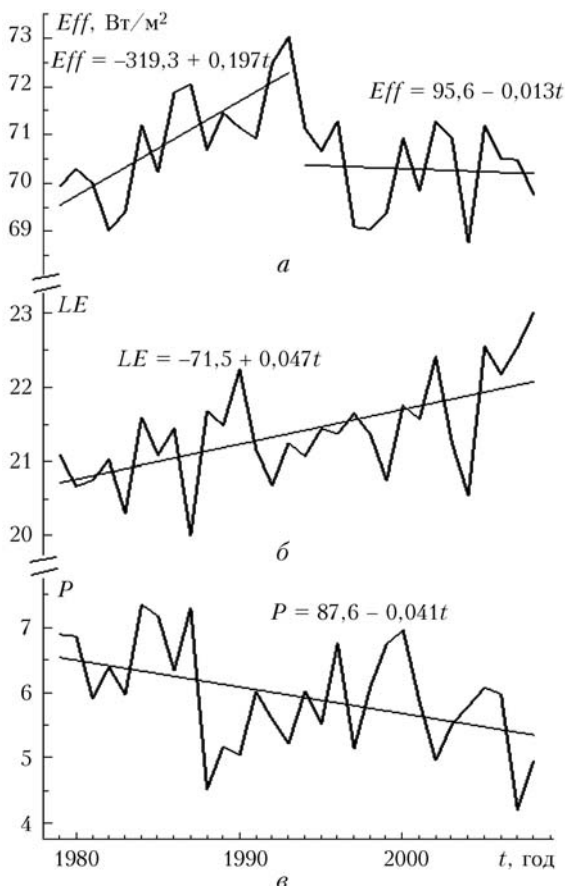 73
Eff, Вт/м²
Eff = –319,3 + 0,197t
72
Eff = 95,6 – 0,013t
71
70
69
а
LE
23
LE = –71,5 + 0,047t
22
21
20
б
P
P = 87,6 – 0,041t
7
6
5
4
1980 1990 2000 t, год
в